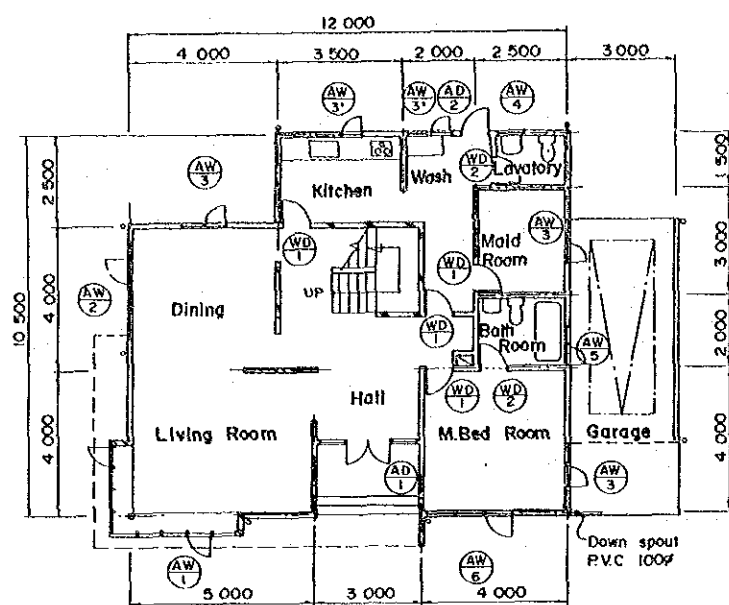 12 000
4 000 3 500 2 000 2 500 3 000
AW 3' AW 3' AD 2 AW 4
AW 3
WD 2
Kitchen Wash Lavatory
2 500
1 500
AW 3
Maid Room
3 000
WD 1
WD 1
AW 2
UP
Dining
10 500
4 000
WD 1
Bath Room
AW 5
2 000
WD 1 WD 2
Hall
Living Room M.Bed Room Garage
4 000
4 000
AD 1
AW 3
Down spout
P.V.C 100∮
AW 1
AW 6
5 000 3 000 4 000